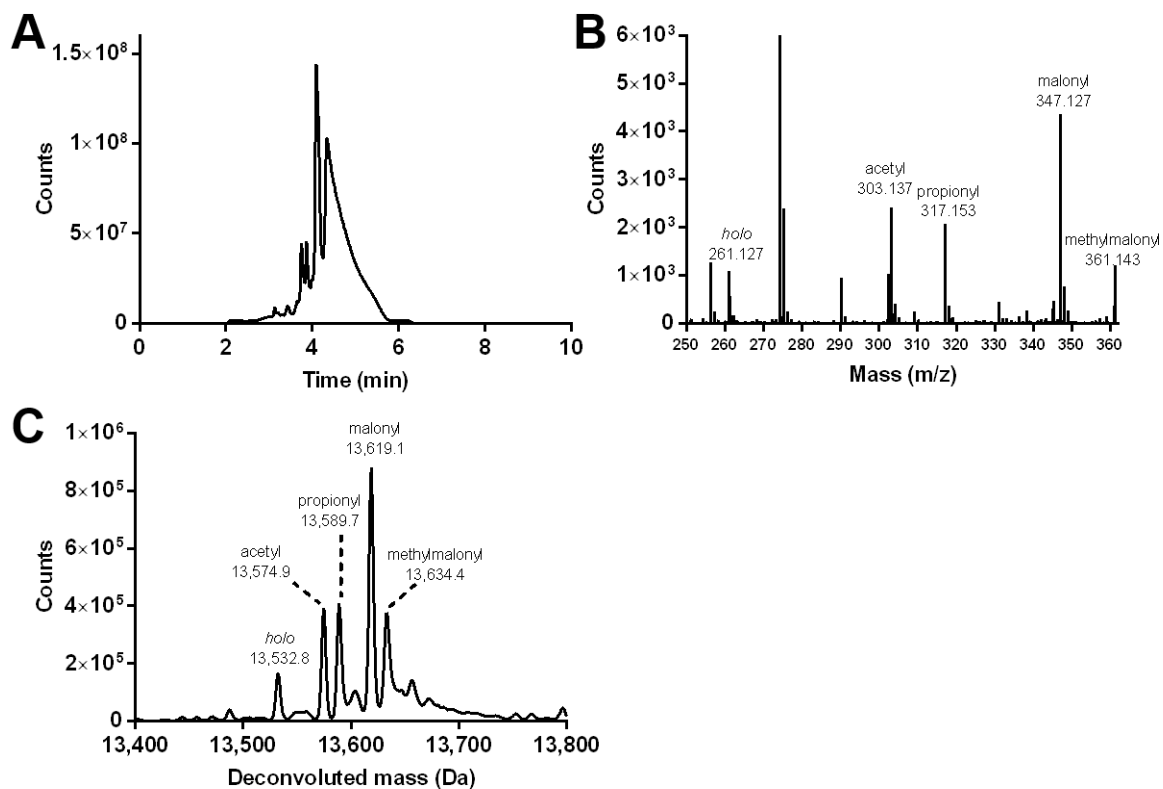 A
1.5×10⁸
1×10⁸
5×10⁷
0
Counts
0 2 4 6 8 10
Time (min)
B
6×10³
5×10³
4×10³
3×10³
2×10³
1×10³
0
Counts
holo
261.127
acetyl
303.137
propionyl
317.153
malonyl
347.127
methylmalonyl
361.143
250 260 270 280 290 300 310 320 330 340 350 360
Mass (m/z)
C
1×10⁶
8×10⁵
6×10⁵
4×10⁵
2×10⁵
0
Counts
malonyl
13,619.1
propionyl
13,589.7
acetyl
13,574.9
methylmalonyl
13,634.4
holo
13,532.8
13,400 13,500 13,600 13,700 13,800
Deconvoluted mass (Da)